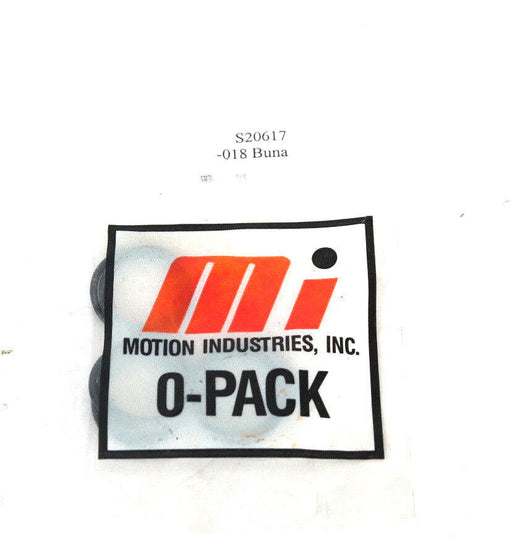 S20617
-018 Buna
mi
MOTION INDUSTRIES, INC.
O-PACK